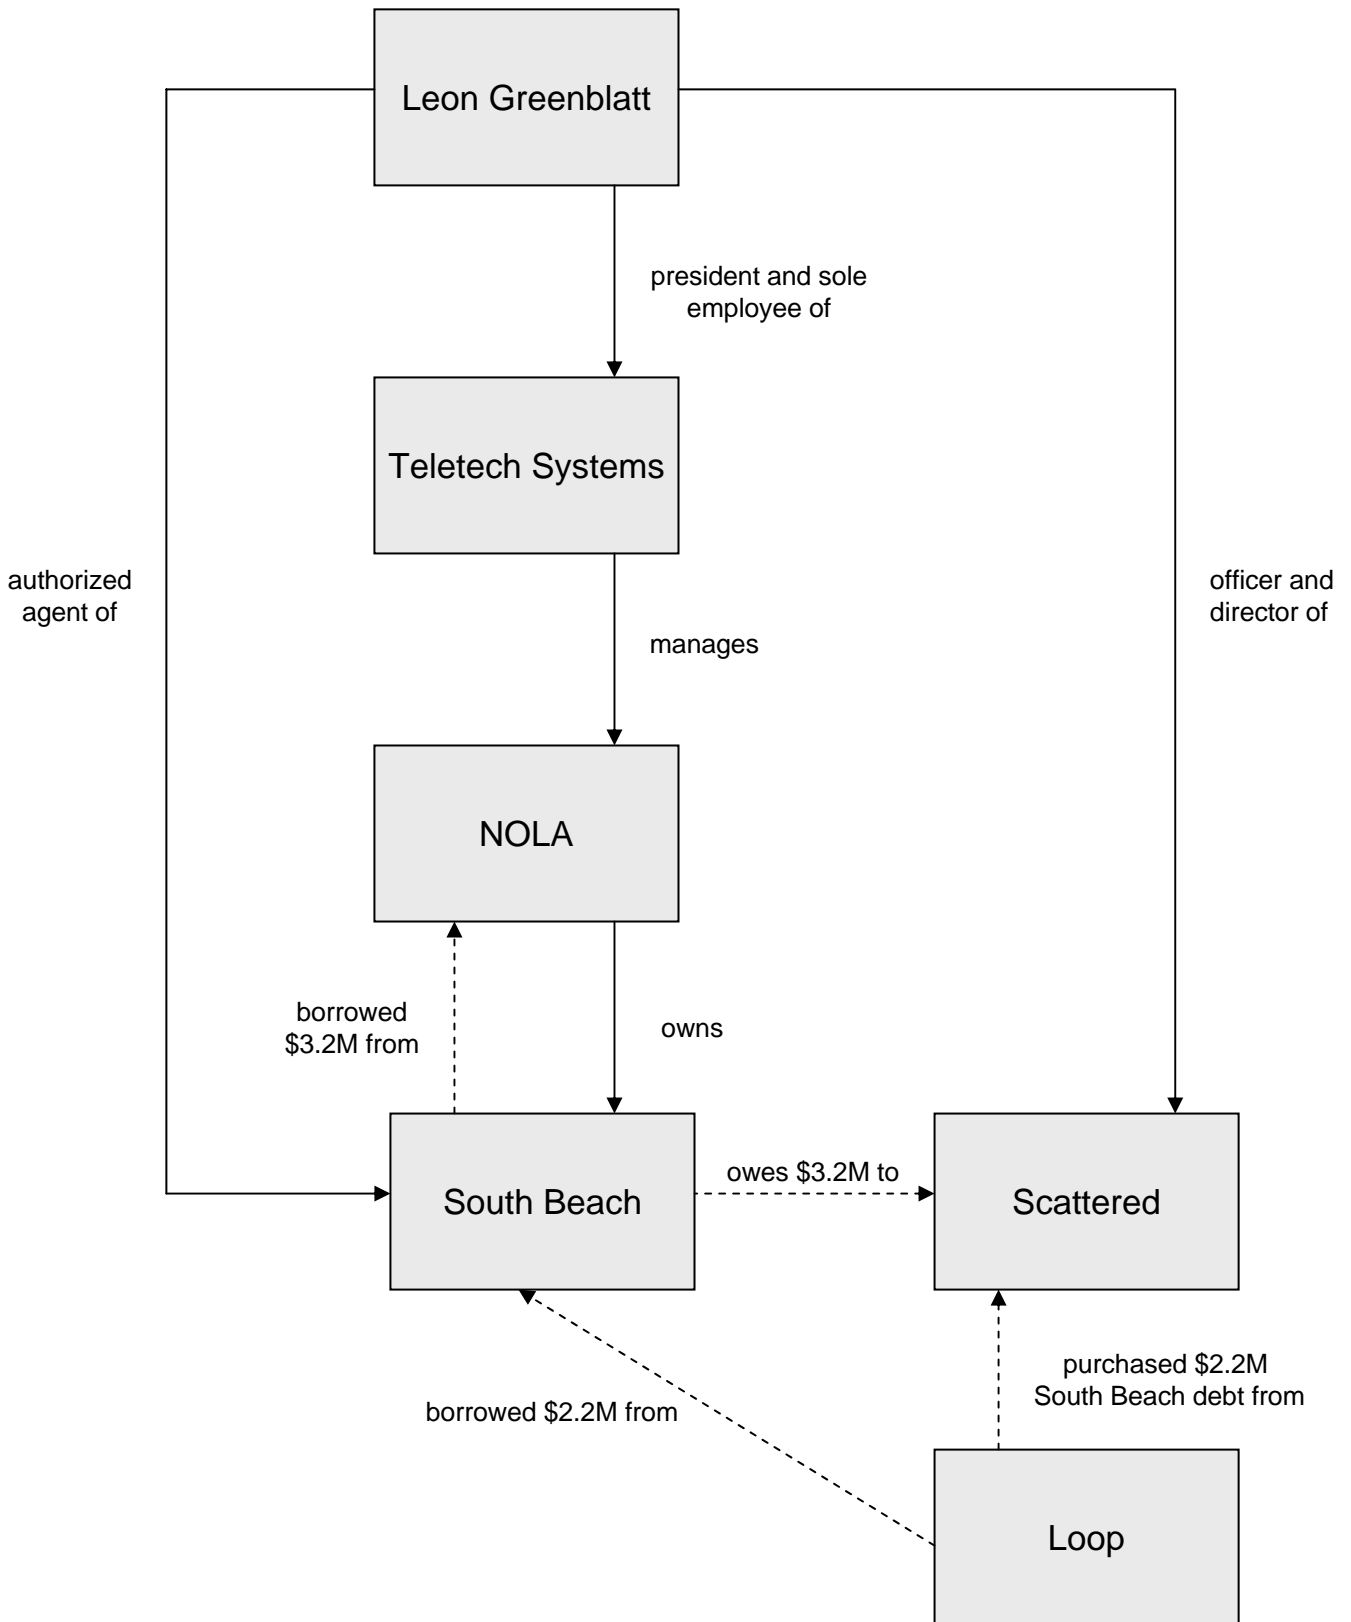 Leon Greenblatt
president and sole
employee of
Teletech Systems
authorized
agent of
officer and
director of
manages
NOLA
borrowed
$3.2M from
owns
South Beach
owes $3.2M to
Scattered
borrowed $2.2M from
purchased $2.2M
South Beach debt from
Loop